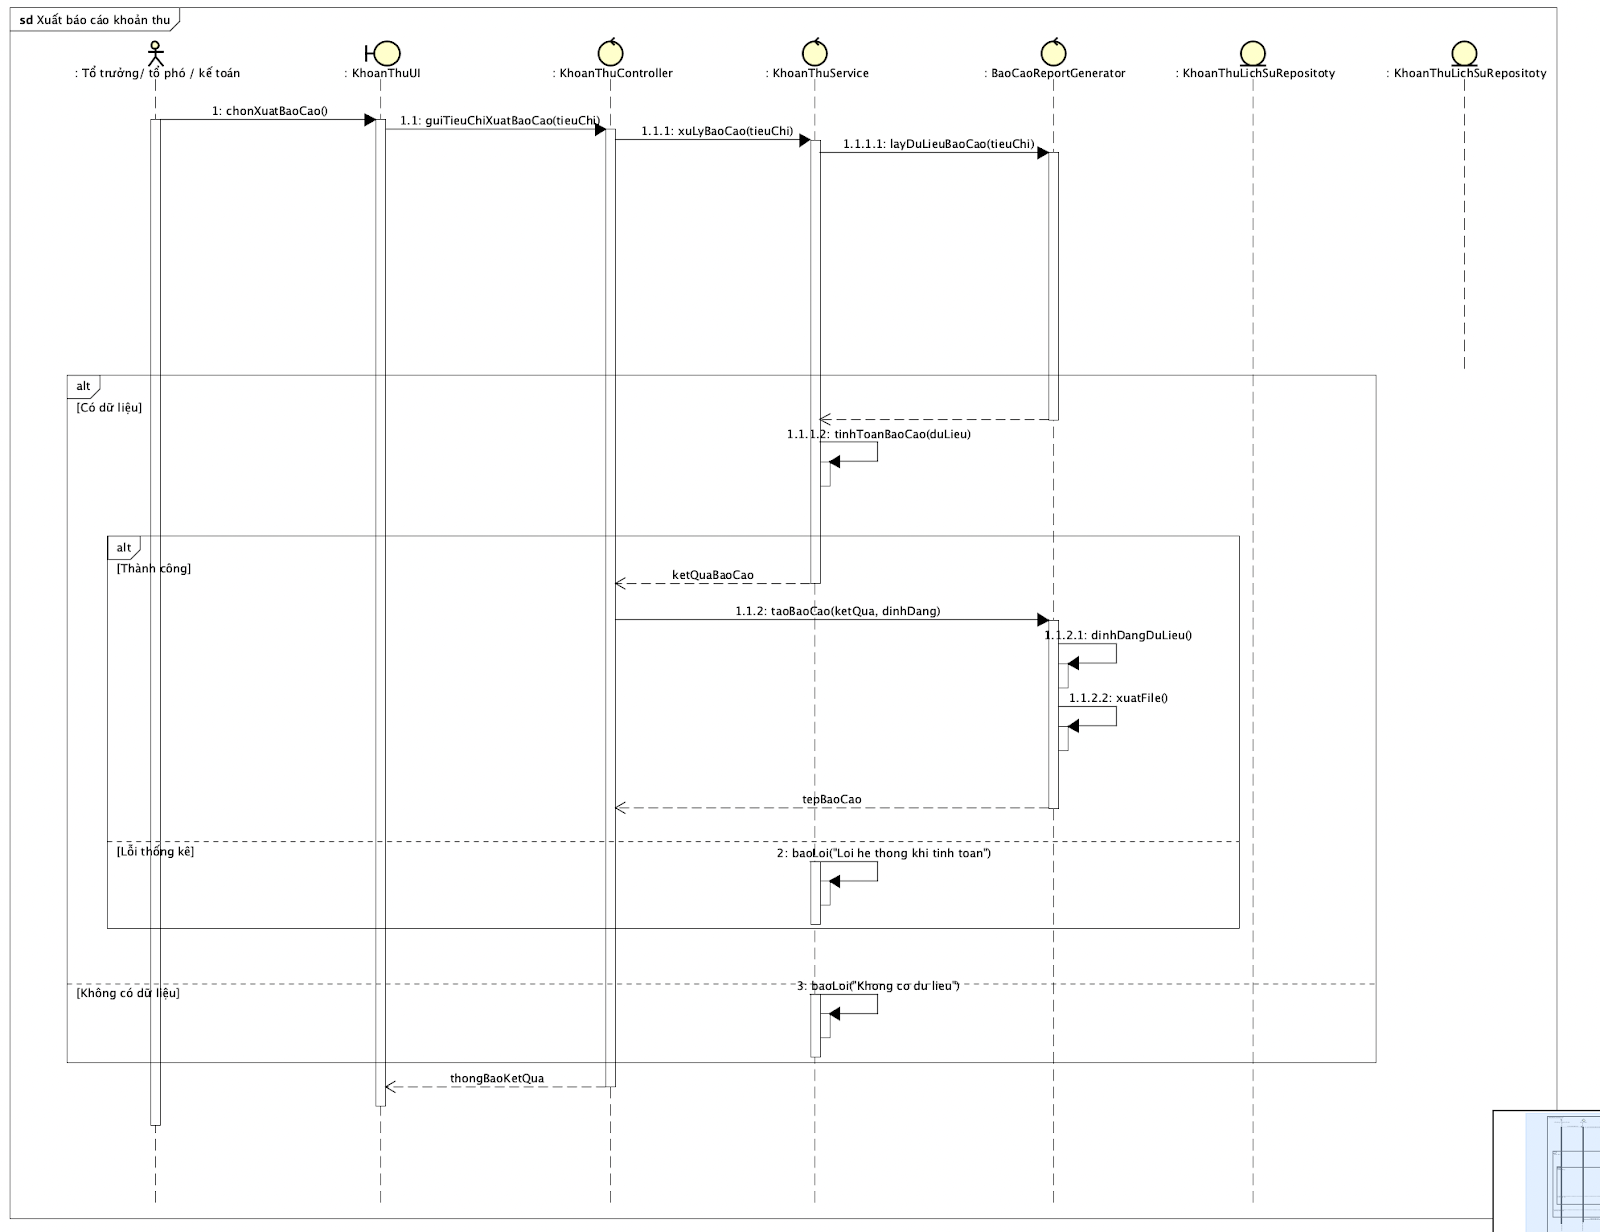 sd Xuất báo cáo khoản thu
: Tổ trưởng/ tổ phó / kế toán
: KhoanThuUI
: KhoanThuController
: KhoanThuService
: BaoCaoReportGenerator
: KhoanThuLichSuRepositoty
: KhoanThuLichSuRepositoty
1: chonXuatBaoCao()
1.1: guiTieuChiXuatBaoCao(tieuChi)
1.1.1: xuLyBaoCao(tieuChi)
1.1.1.1: layDuLieuBaoCao(tieuChi)
alt
[Có dữ liệu]
1.1.1.2: tinhToanBaoCao(duLieu)
alt
[Thành công]
ketQuaBaoCao
1.1.2: taoBaoCao(ketQua, dinhDang)
1.1.2.1: dinhDangDuLieu()
1.1.2.2: xuatFile()
tepBaoCao
[Lỗi thống kê]
2: baoLoi("Loi he thong khi tinh toan")
[Không có dữ liệu]
3: baoLoi("Khong co du lieu")
thongBaoKetQua